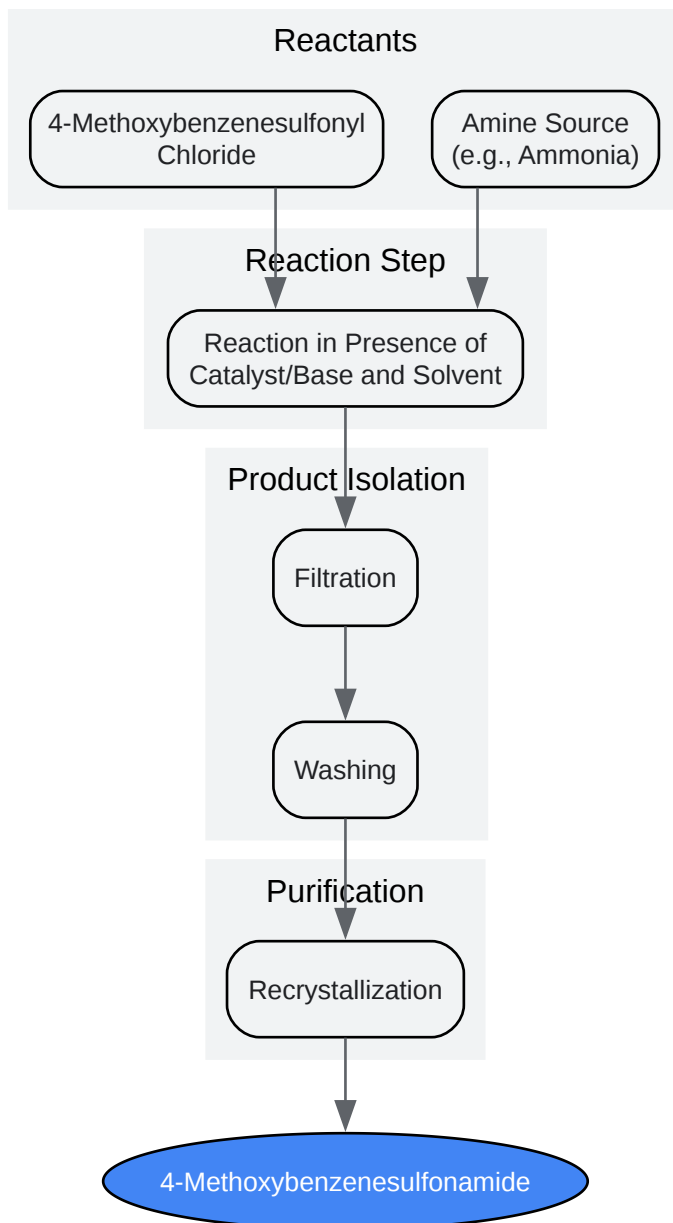 Reactants
4-Methoxybenzenesulfonyl
Chloride
Amine Source
(e.g., Ammonia)
Reaction Step
Reaction in Presence of
Catalyst/Base and Solvent
Product Isolation
Filtration
Washing
Purification
Recrystallization
4-Methoxybenzenesulfonamide